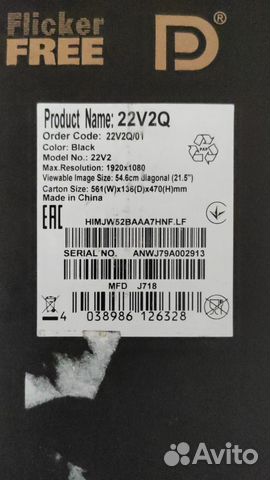 Flicker
FREE
D®
Product Name: 22V2Q
Order Code: 22V2Q/01
Color: Black
Model No.: 22V2
Max.Resolution: 1920x1080
Viewable Image Size: 54.6cm diagonal (21.5")
Carton Size: 561(W)x136(D)x470(H)mm
Made in China
EAC
HIMJW52BAAA7HNF.LF
SERIAL NO. ANWJ79A002913
MFD J718
4 038986 126328
Avito